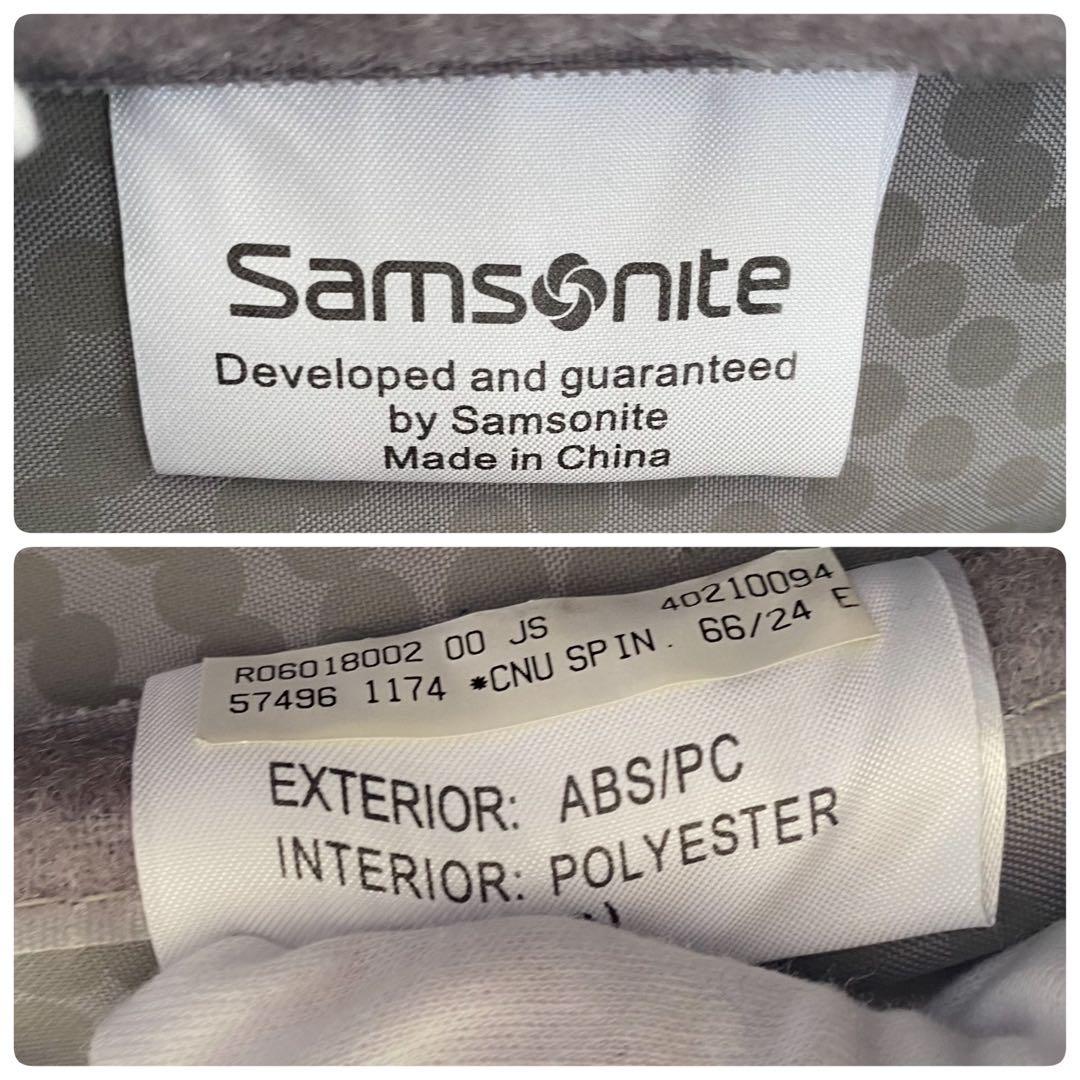 Samsonite
Developed and guaranteed
by Samsonite
Made in China
R06018002 00 JS 40210094
57496 1174 *CNU SPIN. 66/24 E
EXTERIOR: ABS/PC
INTERIOR: POLYESTER